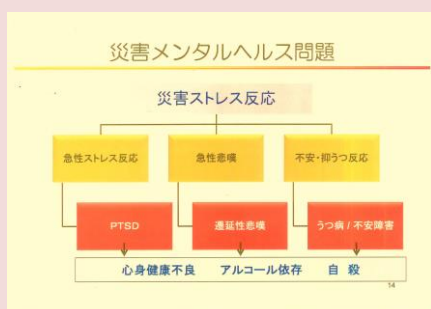 災害メンタルヘルス問題
災害ストレス反応
急性ストレス反応 急性悲嘆 不安・抑うつ反応
PTSD 遷延性悲嘆 うつ病 / 不安障害
心身健康不良 アルコール依存 自 殺
14